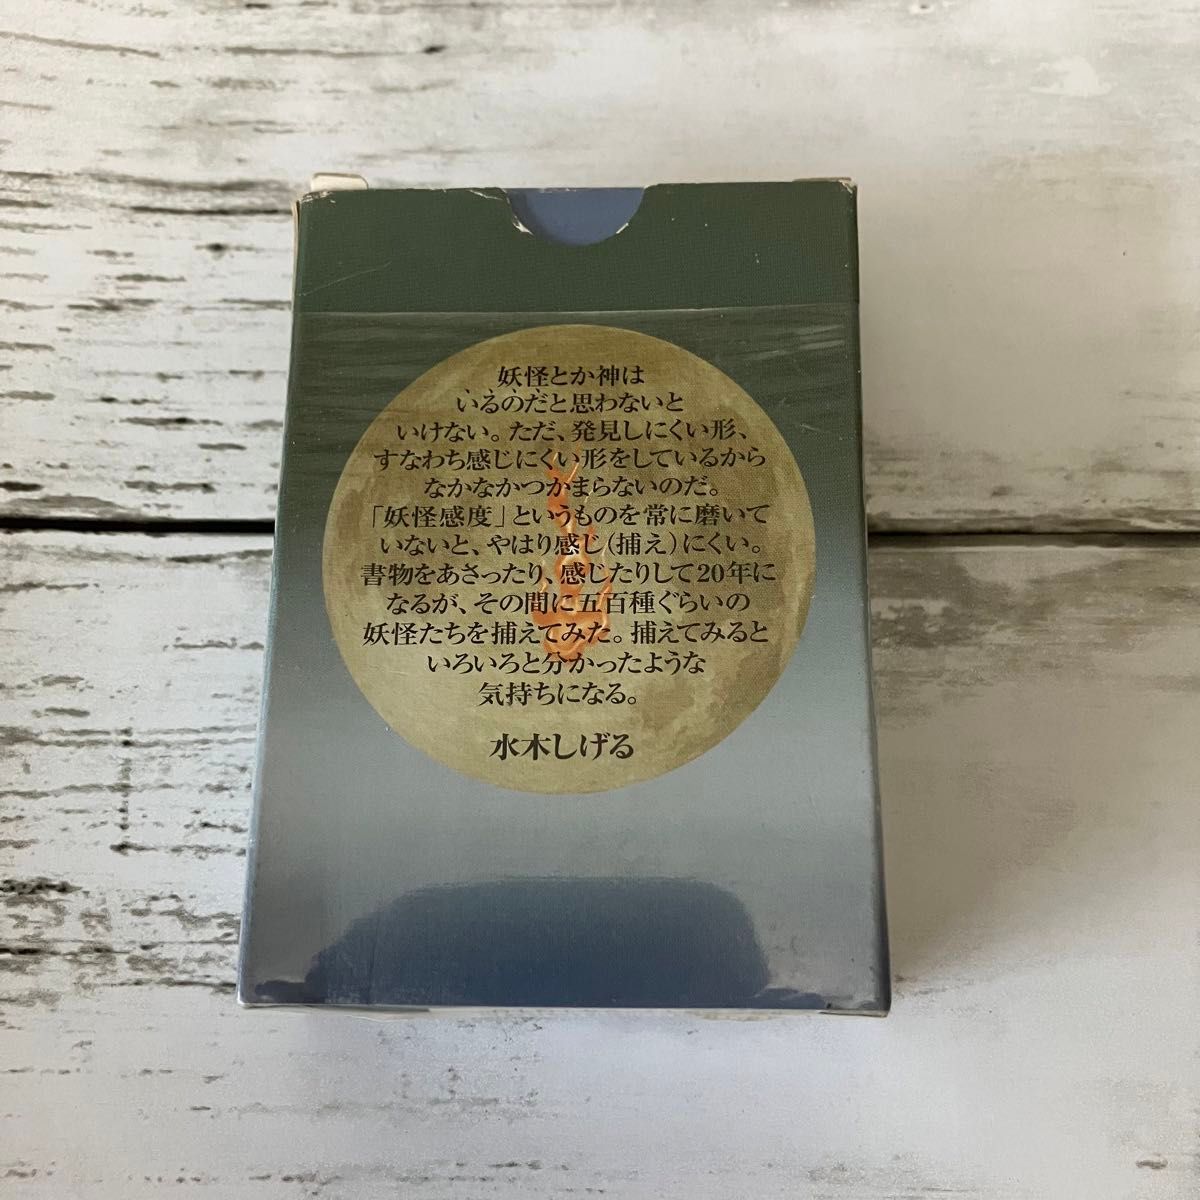 妖怪とか神は
いるのだと思わないと
いけない。ただ、発見しにくい形、
すなわち感じにくい形をしているから
なかなかつかまらないのだ。
「妖怪感度」というものを常に磨いて
いないと、やはり感じ(捕え)にくい。
書物をあさったり、感じたりして20年に
なるが、その間に五百種ぐらいの
妖怪たちを捕えてみた。捕えてみると
いろいろと分かったような
気持ちになる。
水木しげる